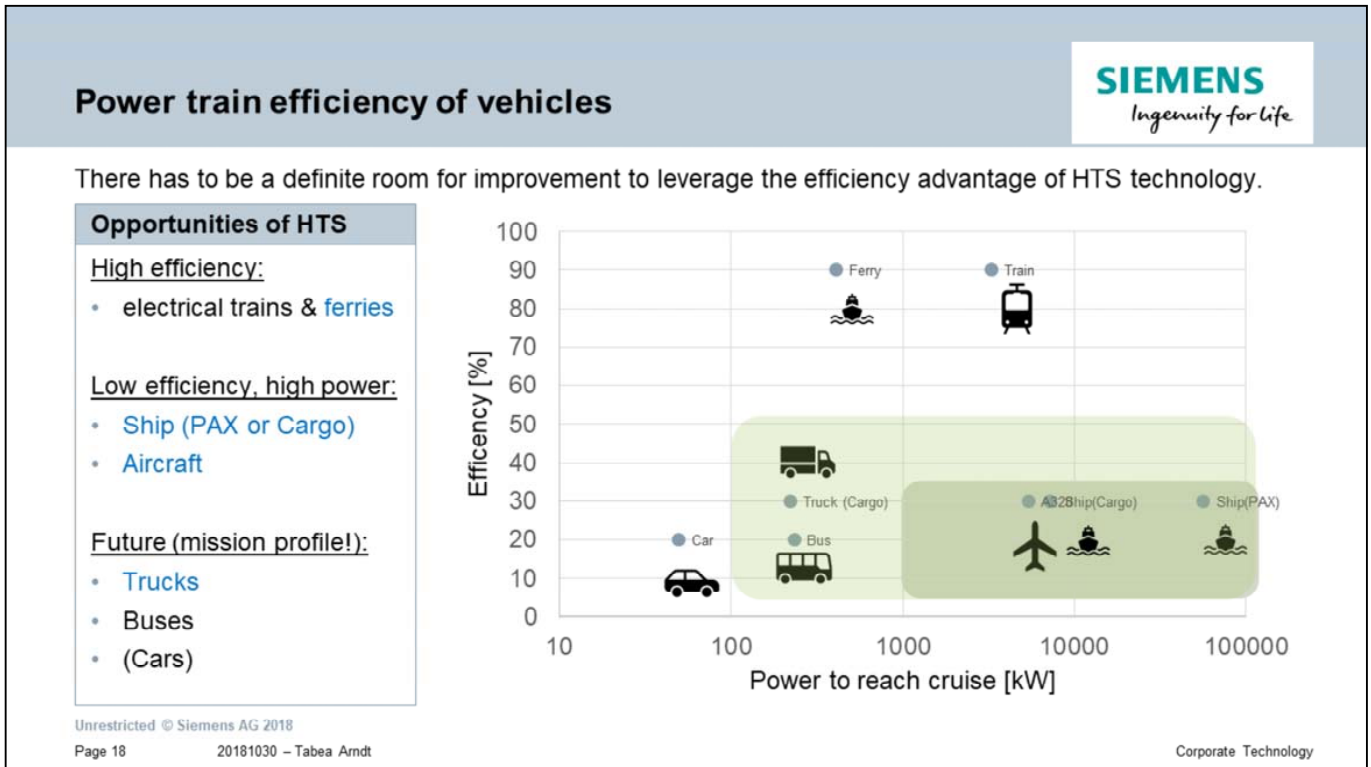 Power train efficiency of vehicles
SIEMENS
Ingenuity for life
There has to be a definite room for improvement to leverage the efficiency advantage of HTS technology.
Opportunities of HTS
High efficiency:
• electrical trains & ferries
Low efficiency, high power:
• Ship (PAX or Cargo)
• Aircraft
Future (mission profile!):
• Trucks
• Buses
• (Cars)
Efficency [%]
100
90
80
70
60
50
40
30
20
10
0
Ferry
Train
Truck (Cargo)
A320
Ship(Cargo)
Ship(PAX)
Car
Bus
10
100
1000
10000
100000
Power to reach cruise [kW]
Unrestricted © Siemens AG 2018
Page 18
20181030 – Tabea Arndt
Corporate Technology